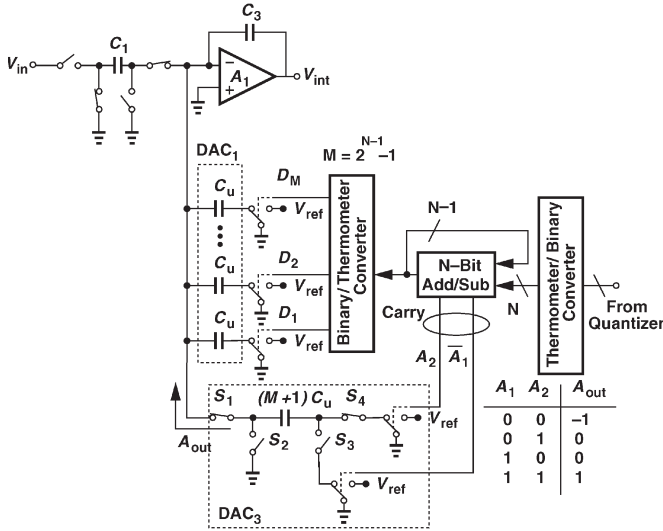 C3
C1
Vin
A1
−
+
Vint
DAC1
M = 2^N−1 −1
DM
Cu
Vref
N−1
D2
Cu
Vref
Binary/Thermometer
Converter
N−Bit
Add/Sub
N
Thermometer/ Binary
Converter
From
Quantizer
D1
Cu
Vref
Carry
A2
A̅1
S1
(M +1) Cu
S4
Vref
Aout
S2
S3
Vref
DAC3
A1 A2 Aout
0 0 −1
0 1 0
1 0 0
1 1 1